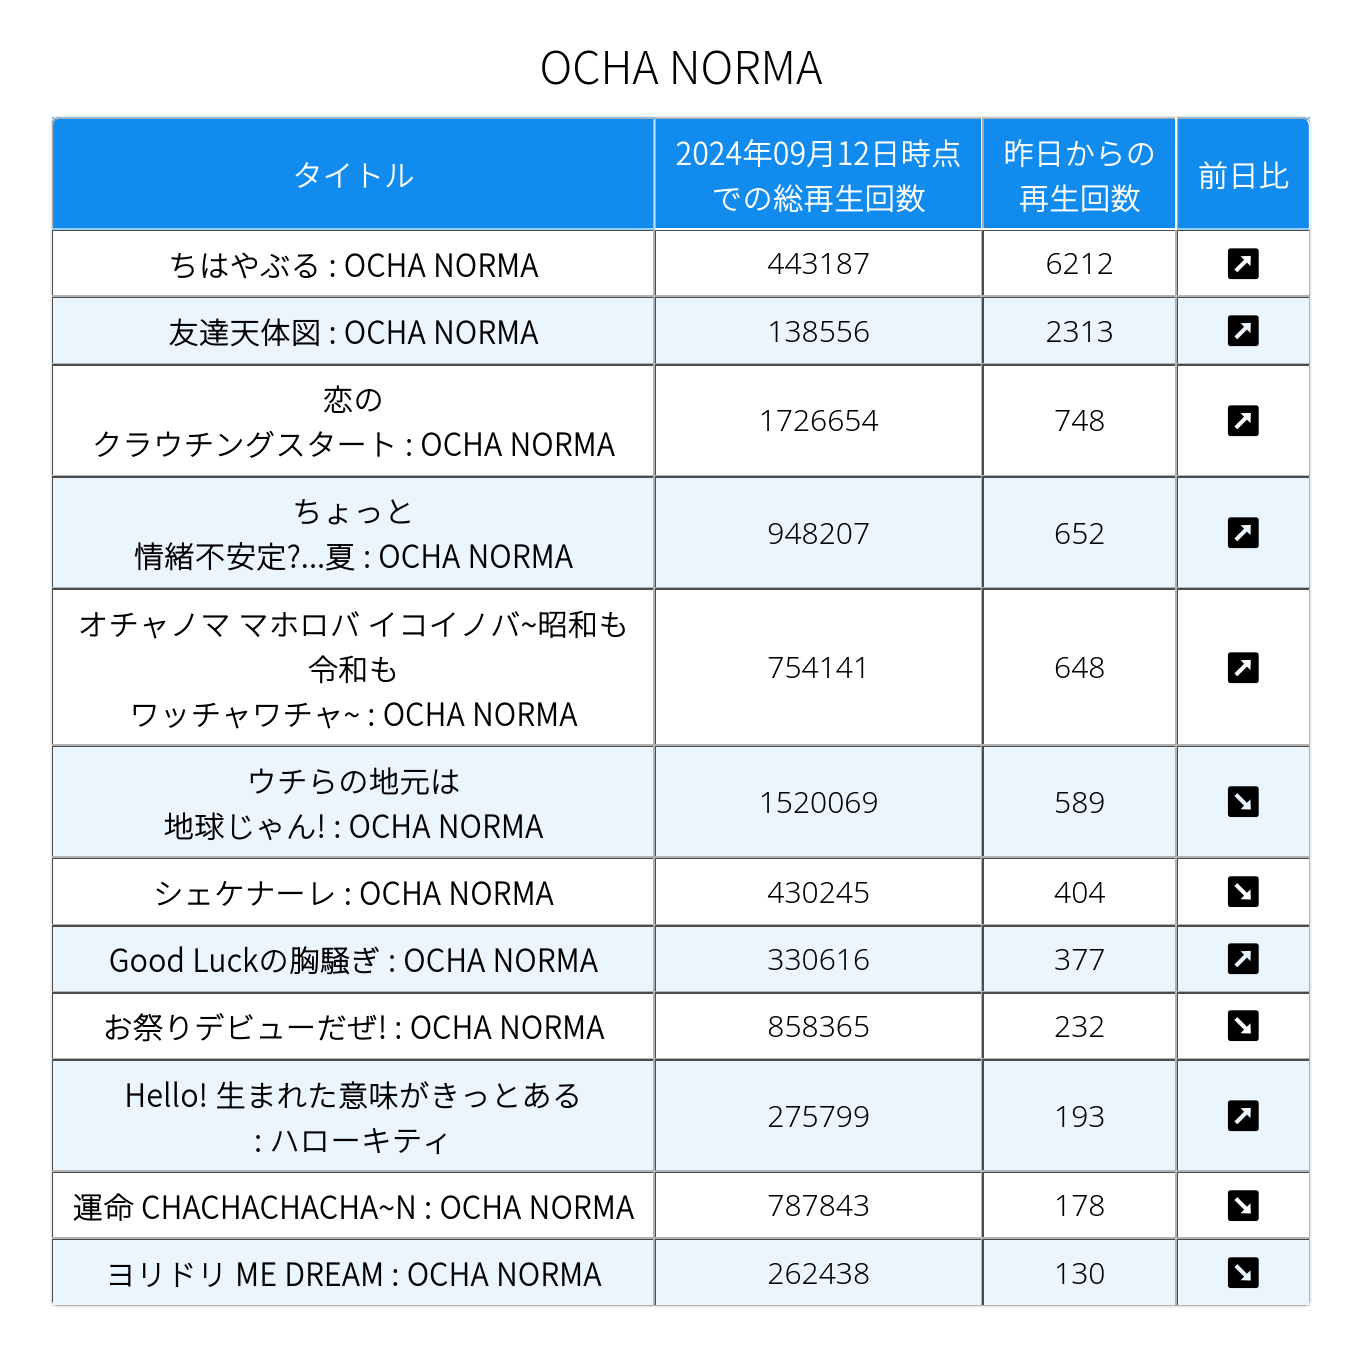 OCHA NORMA
タイトル
2024年09月12日時点
での総再生回数
昨日からの
再生回数
前日比
ちはやぶる : OCHA NORMA
443187
6212
友達天体図 : OCHA NORMA
138556
2313
恋の
クラウチングスタート : OCHA NORMA
1726654
748
ちょっと
情緒不安定?...夏 : OCHA NORMA
948207
652
オチャノマ マホロバ イコイノバ~昭和も
令和も
ワッチャワチャ~ : OCHA NORMA
754141
648
ウチらの地元は
地球じゃん! : OCHA NORMA
1520069
589
シェケナーレ : OCHA NORMA
430245
404
Good Luckの胸騒ぎ : OCHA NORMA
330616
377
お祭りデビューだぜ! : OCHA NORMA
858365
232
Hello! 生まれた意味がきっとある
: ハローキティ
275799
193
運命 CHACHACHACHA~N : OCHA NORMA
787843
178
ヨリドリ ME DREAM : OCHA NORMA
262438
130